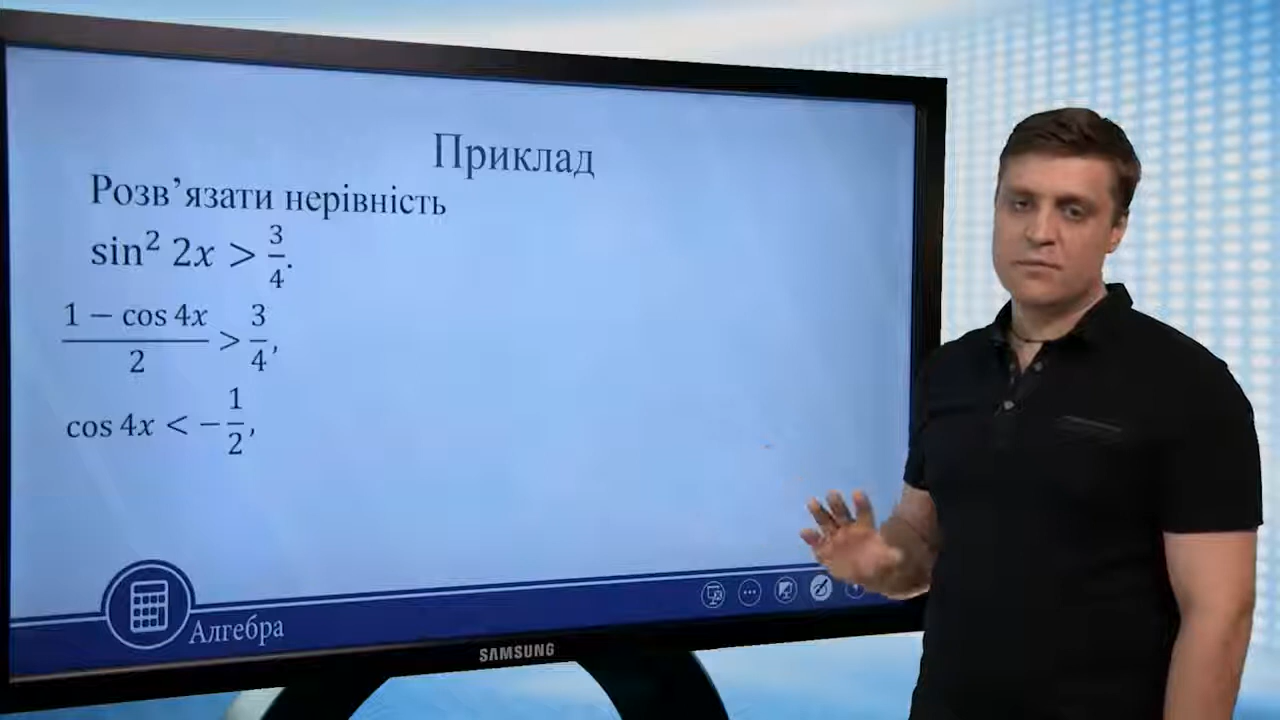 Приклад
Розв’язати нерівність
sin² 2x > 3/4.
(1 − cos 4x)/2 > 3/4,
cos 4x < −1/2,
Алгебра
SAMSUNG